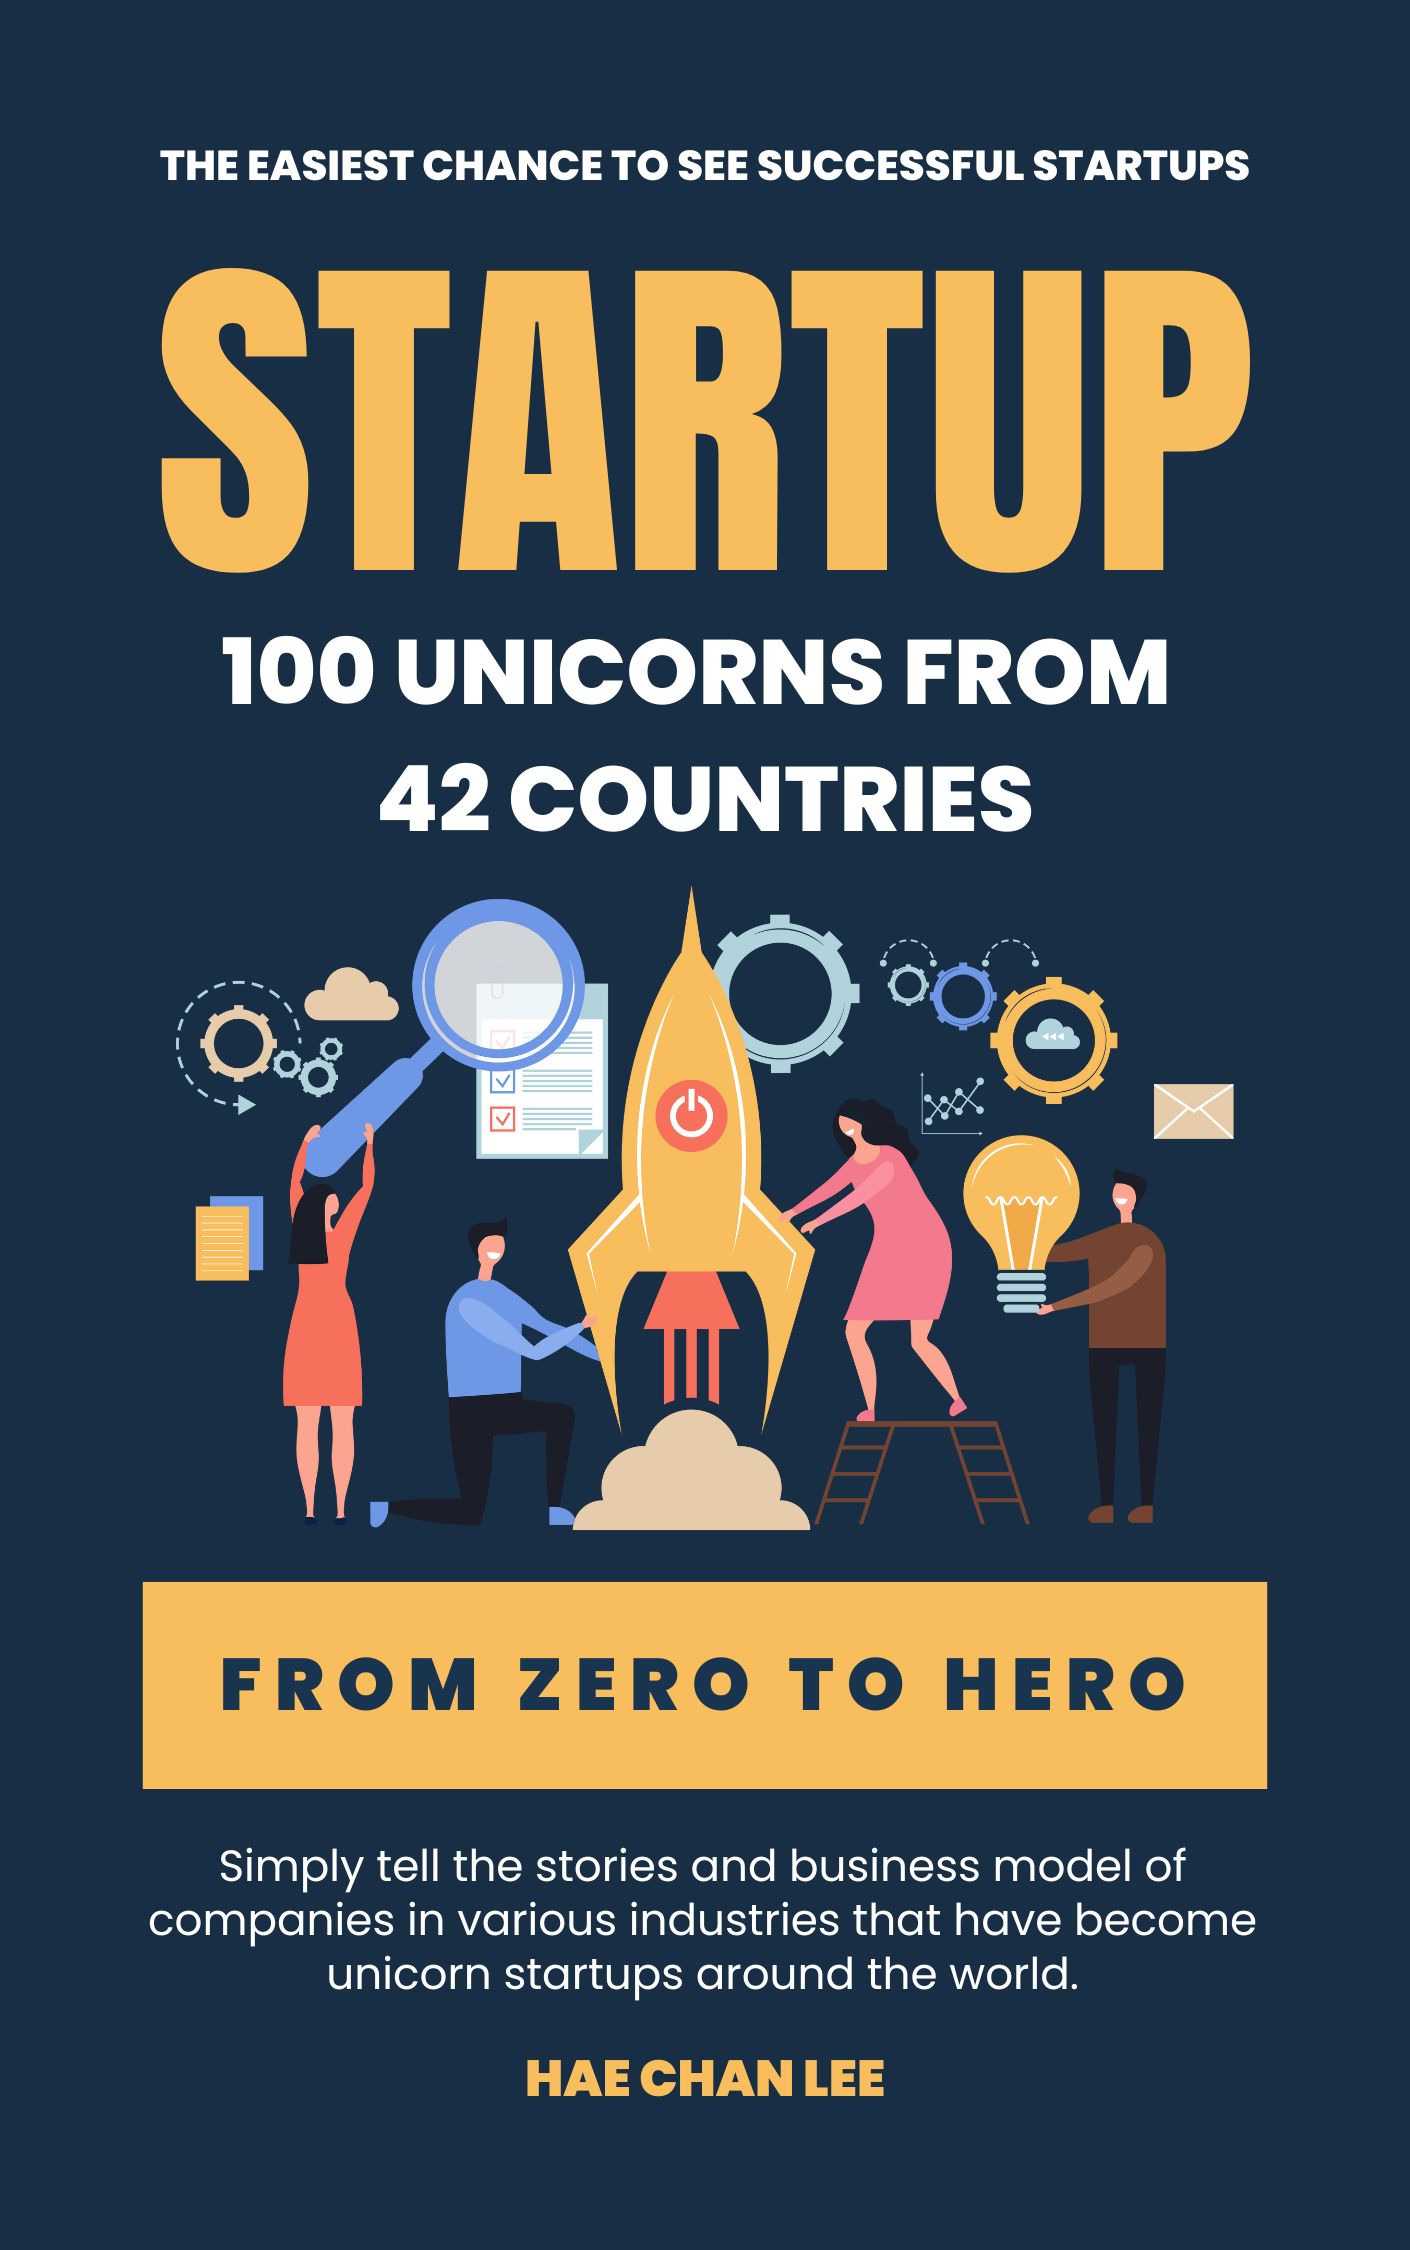 THE EASIEST CHANCE TO SEE SUCCESSFUL STARTUPS
STARTUP
100 UNICORNS FROM
42 COUNTRIES
FROM ZERO TO HERO
Simply tell the stories and business model of
companies in various industries that have become
unicorn startups around the world.
HAE CHAN LEE